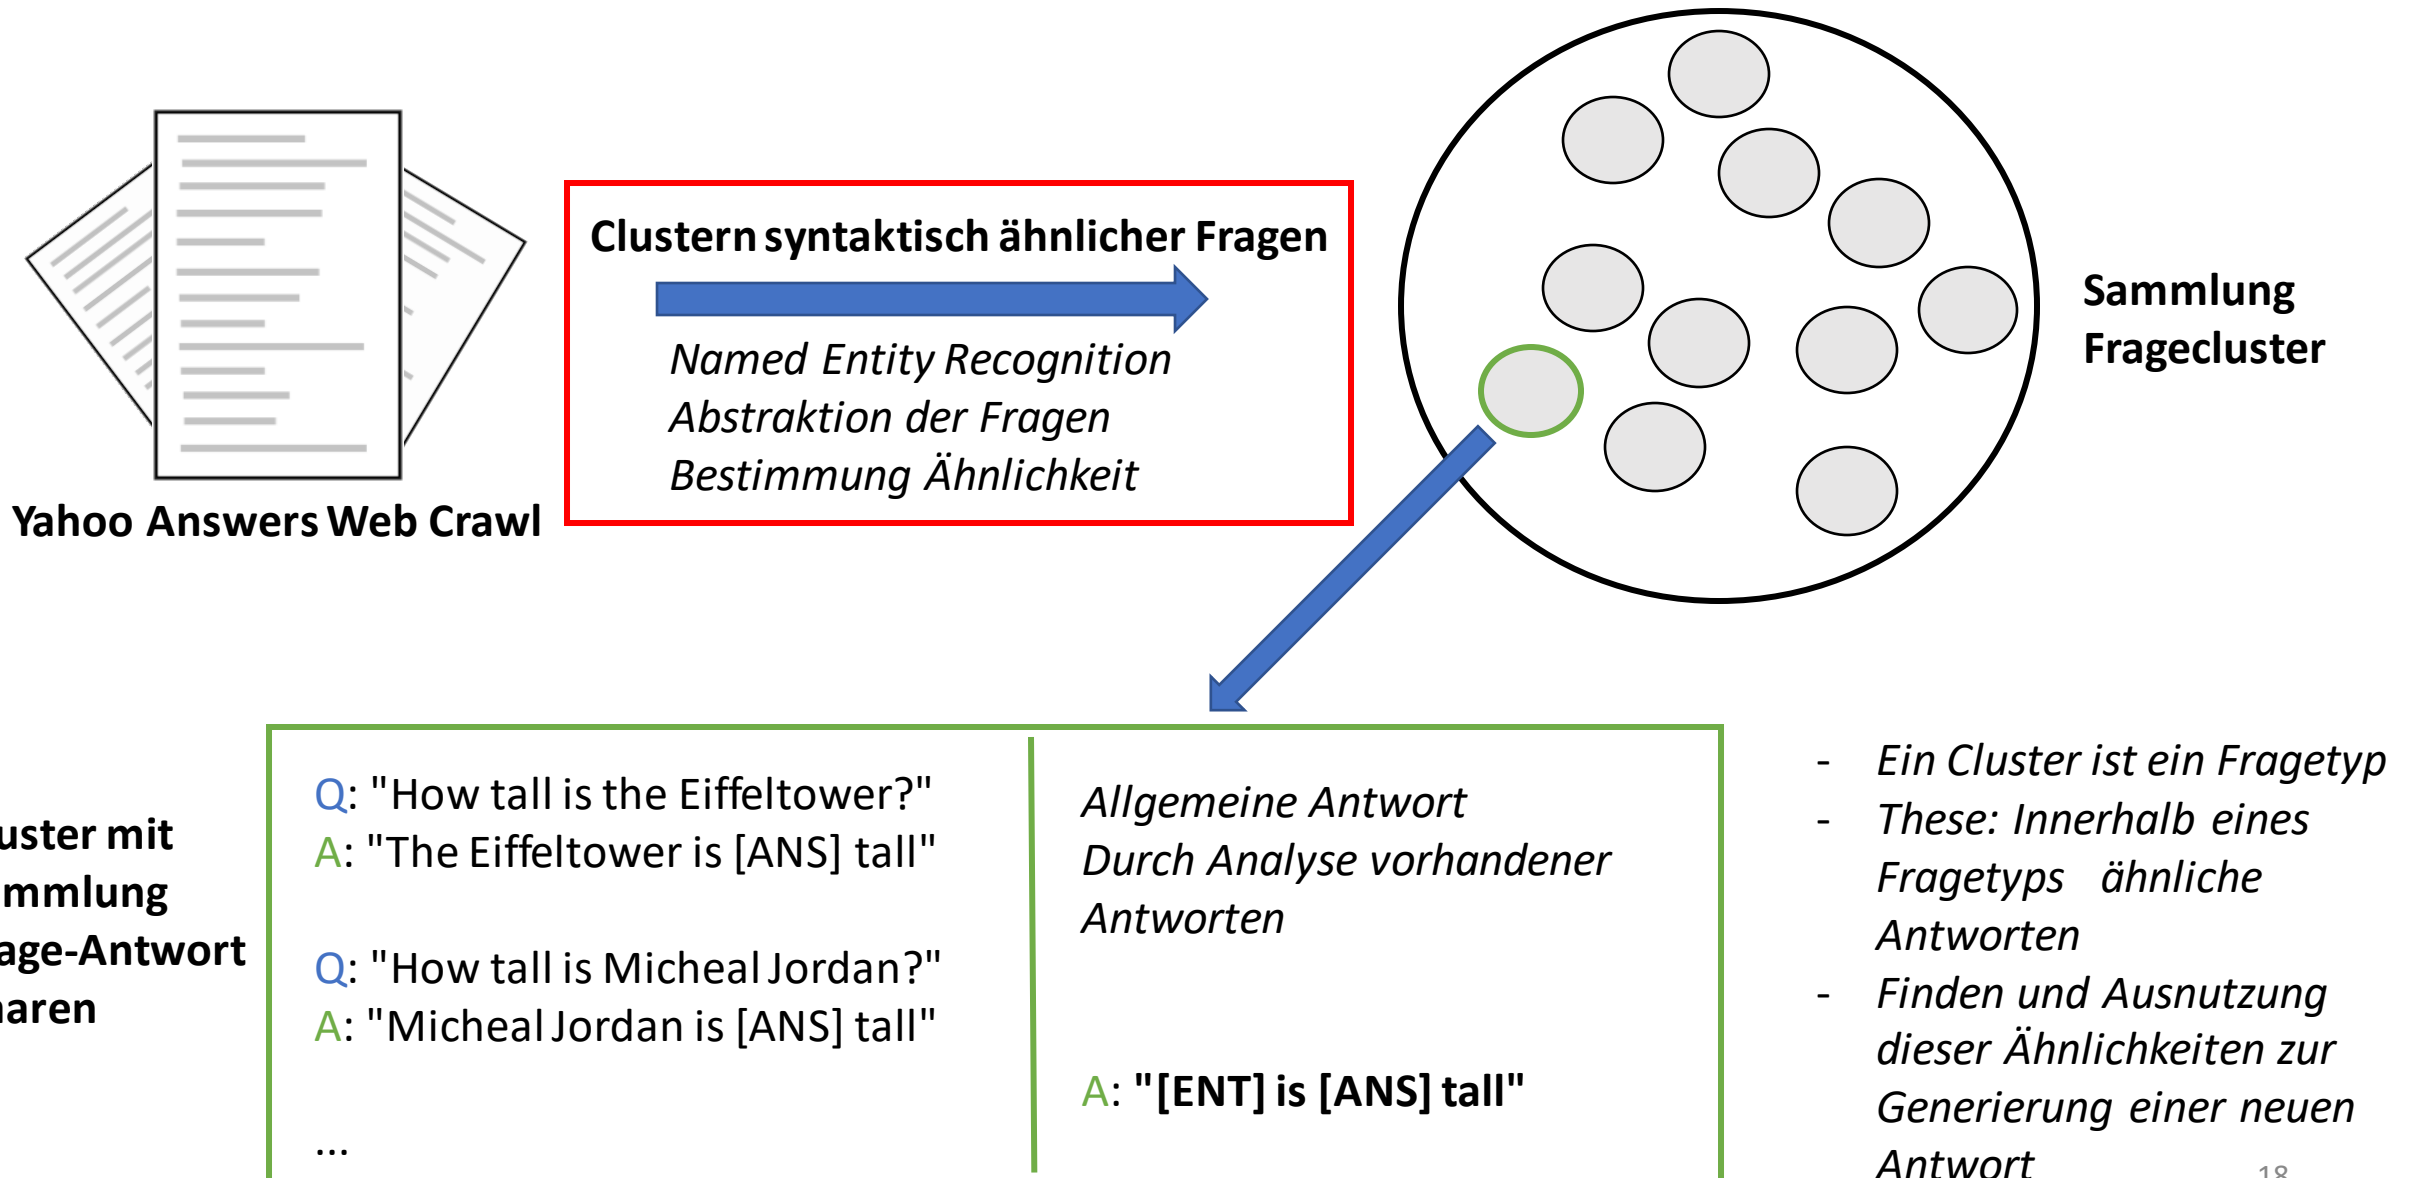 Clustern syntaktisch ähnlicher Fragen
Named Entity Recognition
Abstraktion der Fragen
Bestimmung Ähnlichkeit
Yahoo Answers Web Crawl
Sammlung
Fragecluster
uster mit
mmlung
age-Antwort
aren
Q: "How tall is the Eiffeltower?"
A: "The Eiffeltower is [ANS] tall"
Q: "How tall is Micheal Jordan?"
A: "Micheal Jordan is [ANS] tall"
...
Allgemeine Antwort
Durch Analyse vorhandener
Antworten
A: "[ENT] is [ANS] tall"
- Ein Cluster ist ein Fragetyp
- These: Innerhalb eines
Fragetyps ähnliche
Antworten
- Finden und Ausnutzung
dieser Ähnlichkeiten zur
Generierung einer neuen
Antwort
18